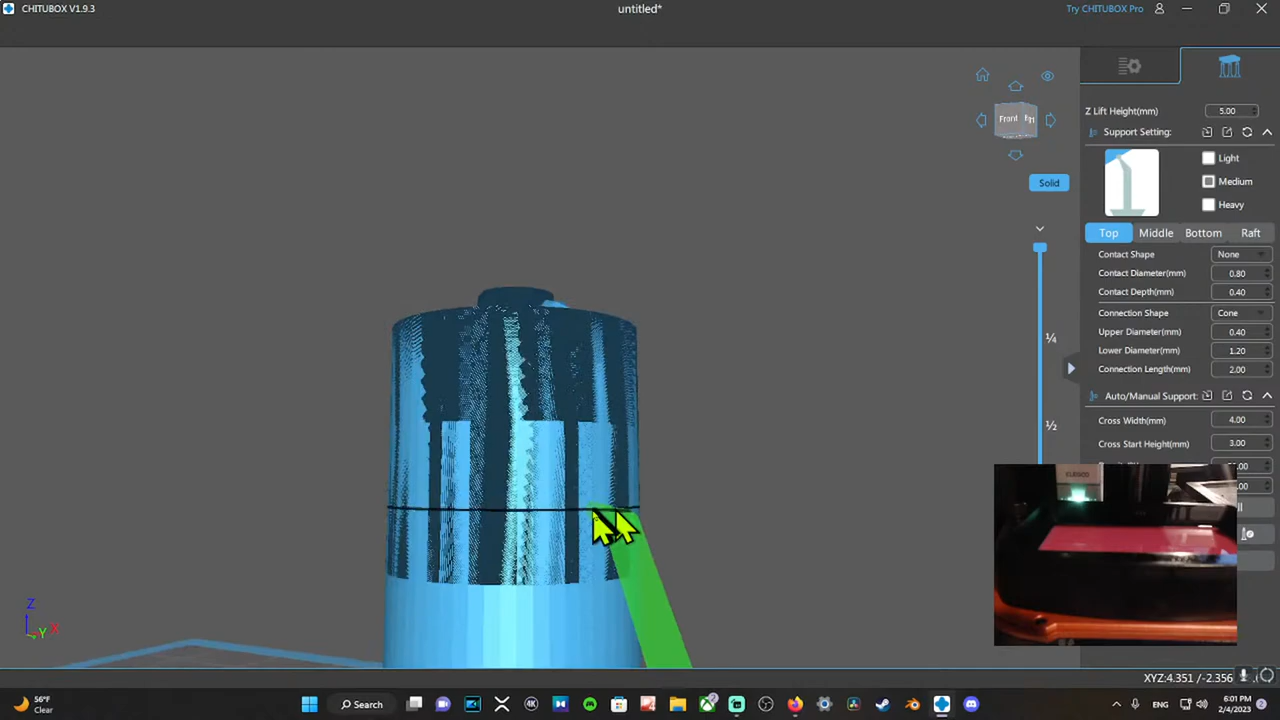 CHITUBOX V1.9.3
untitled*
Try CHITUBOX Pro
Front
Solid
¼
½
Z Lift Height(mm) 5.00
Support Setting:
Light
Medium
Heavy
Top Middle Bottom Raft
Contact Shape None
Contact Diameter(mm) 0.80
Contact Depth(mm) 0.40
Connection Shape Cone
Upper Diameter(mm) 0.40
Lower Diameter(mm) 1.20
Connection Length(mm) 2.00
Auto/Manual Support:
Cross Width(mm) 4.00
Cross Start Height(mm) 3.00
Z
Y X
XYZ:4.351 / -2.356
56°F
Clear
Search
ENG
6:01 PM
2/4/2023